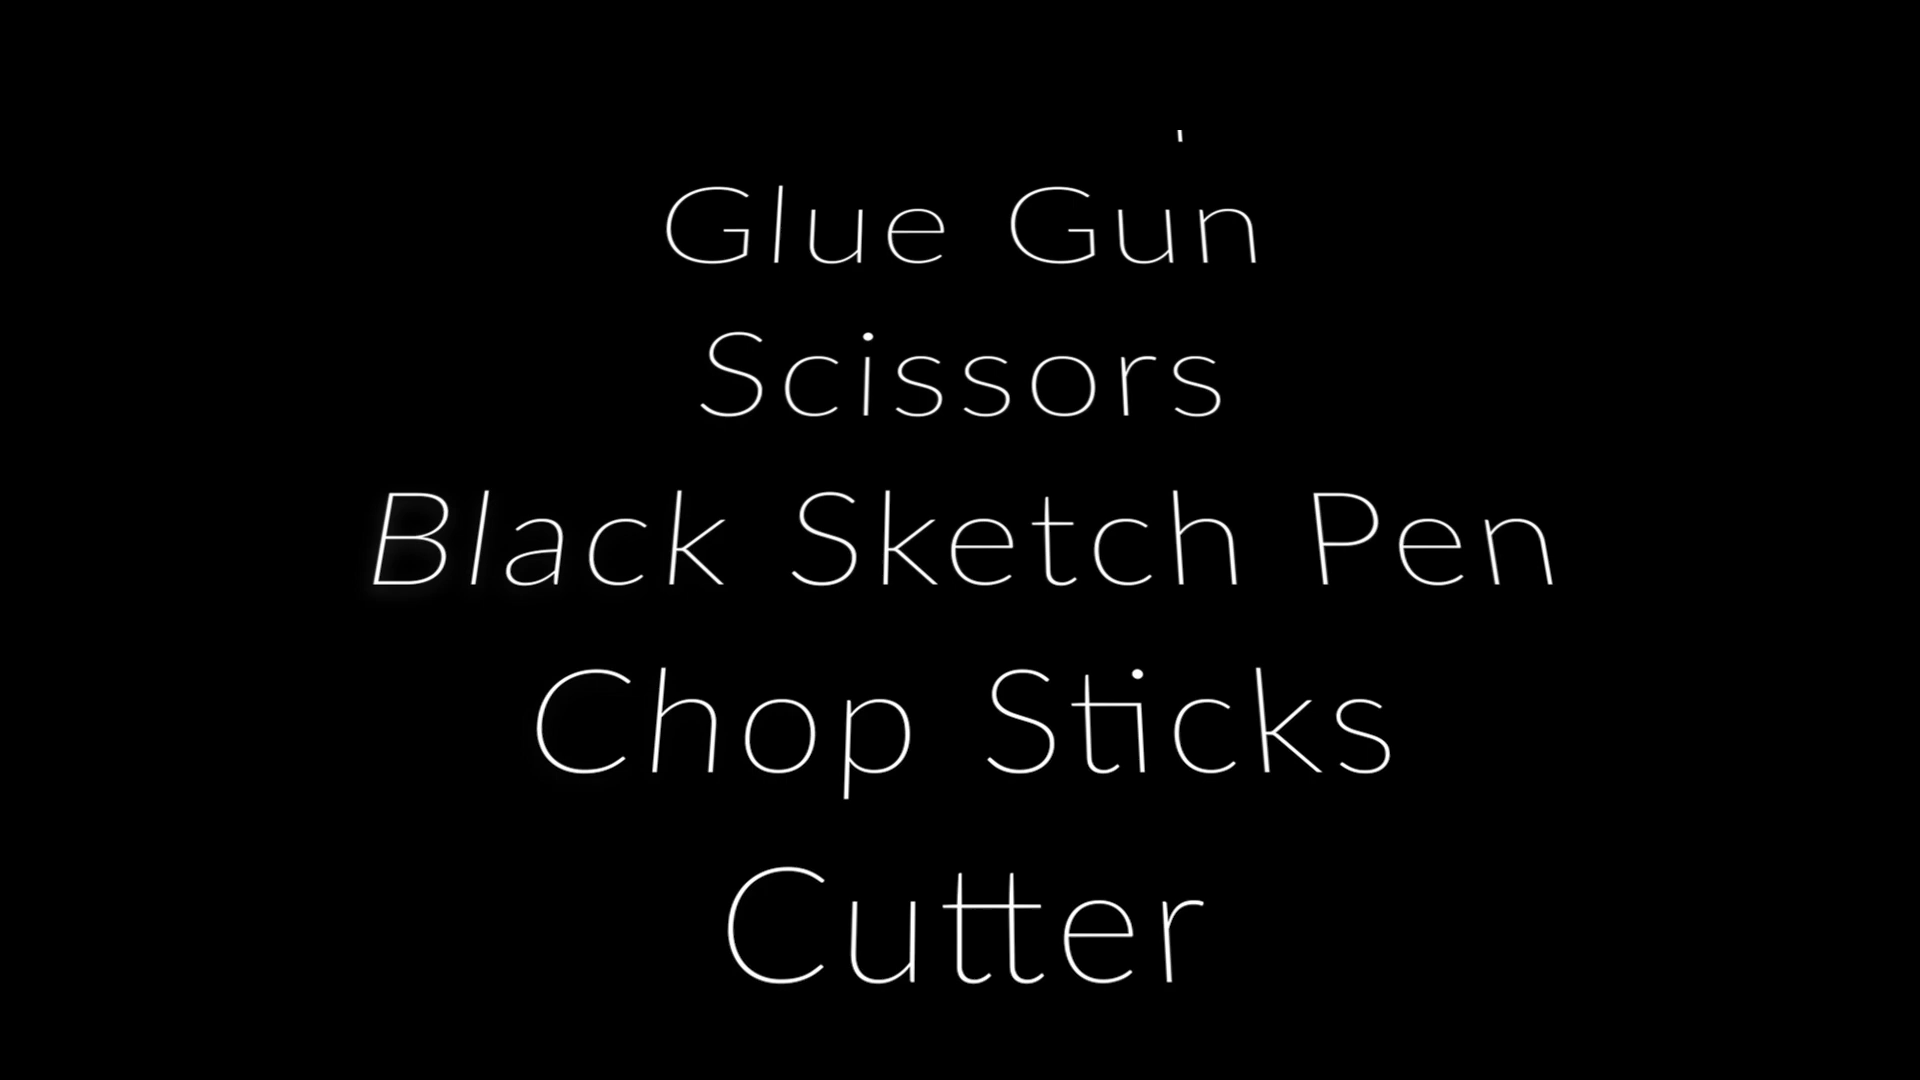 Glue Gun
Scissors
Black Sketch Pen
Chop Sticks
Cutter